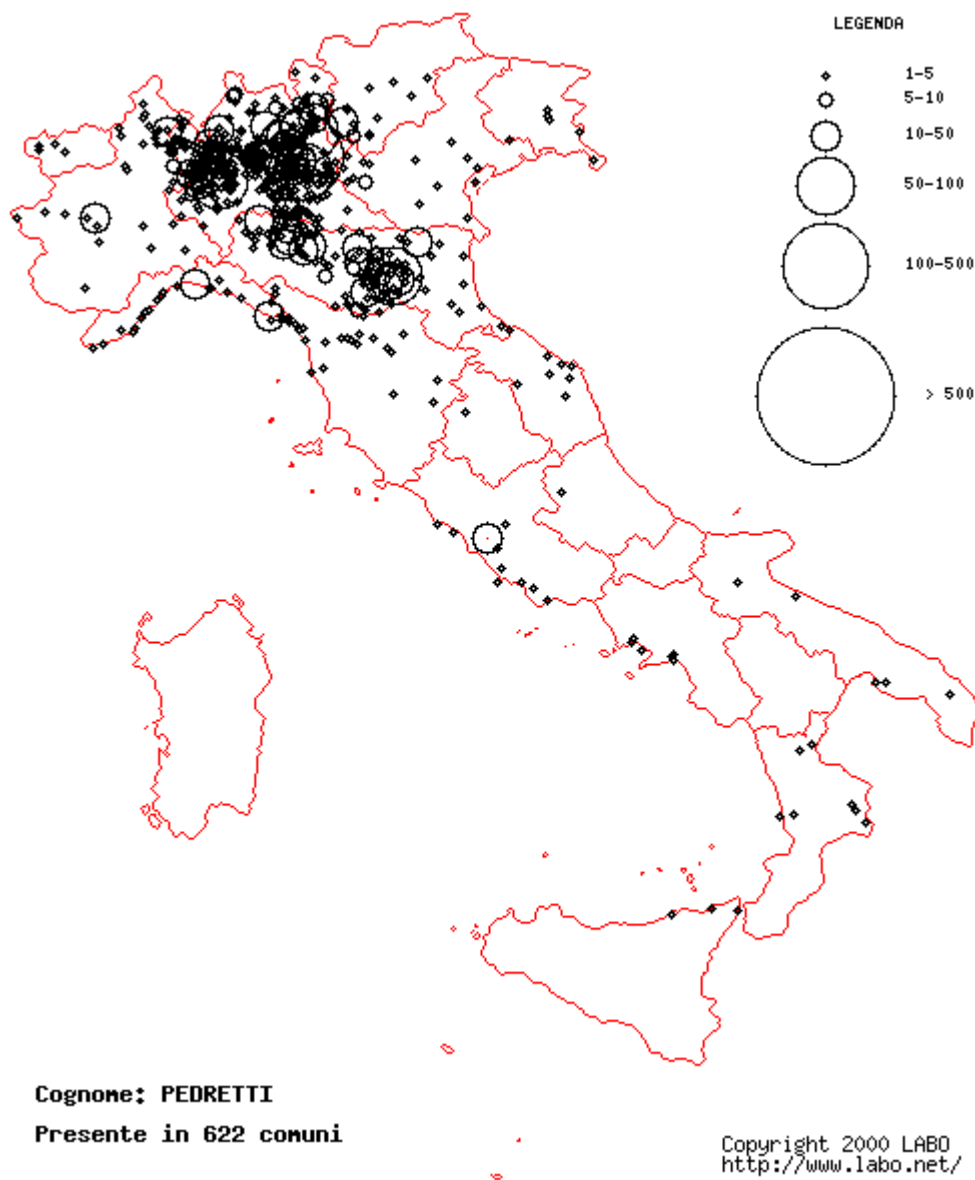 LEGENDA
1-5
5-10
10-50
50-100
100-500
> 500
Cognome: PEDRETTI
Presente in 622 comuni
Copyright 2000 LABO
http://www.labo.net/